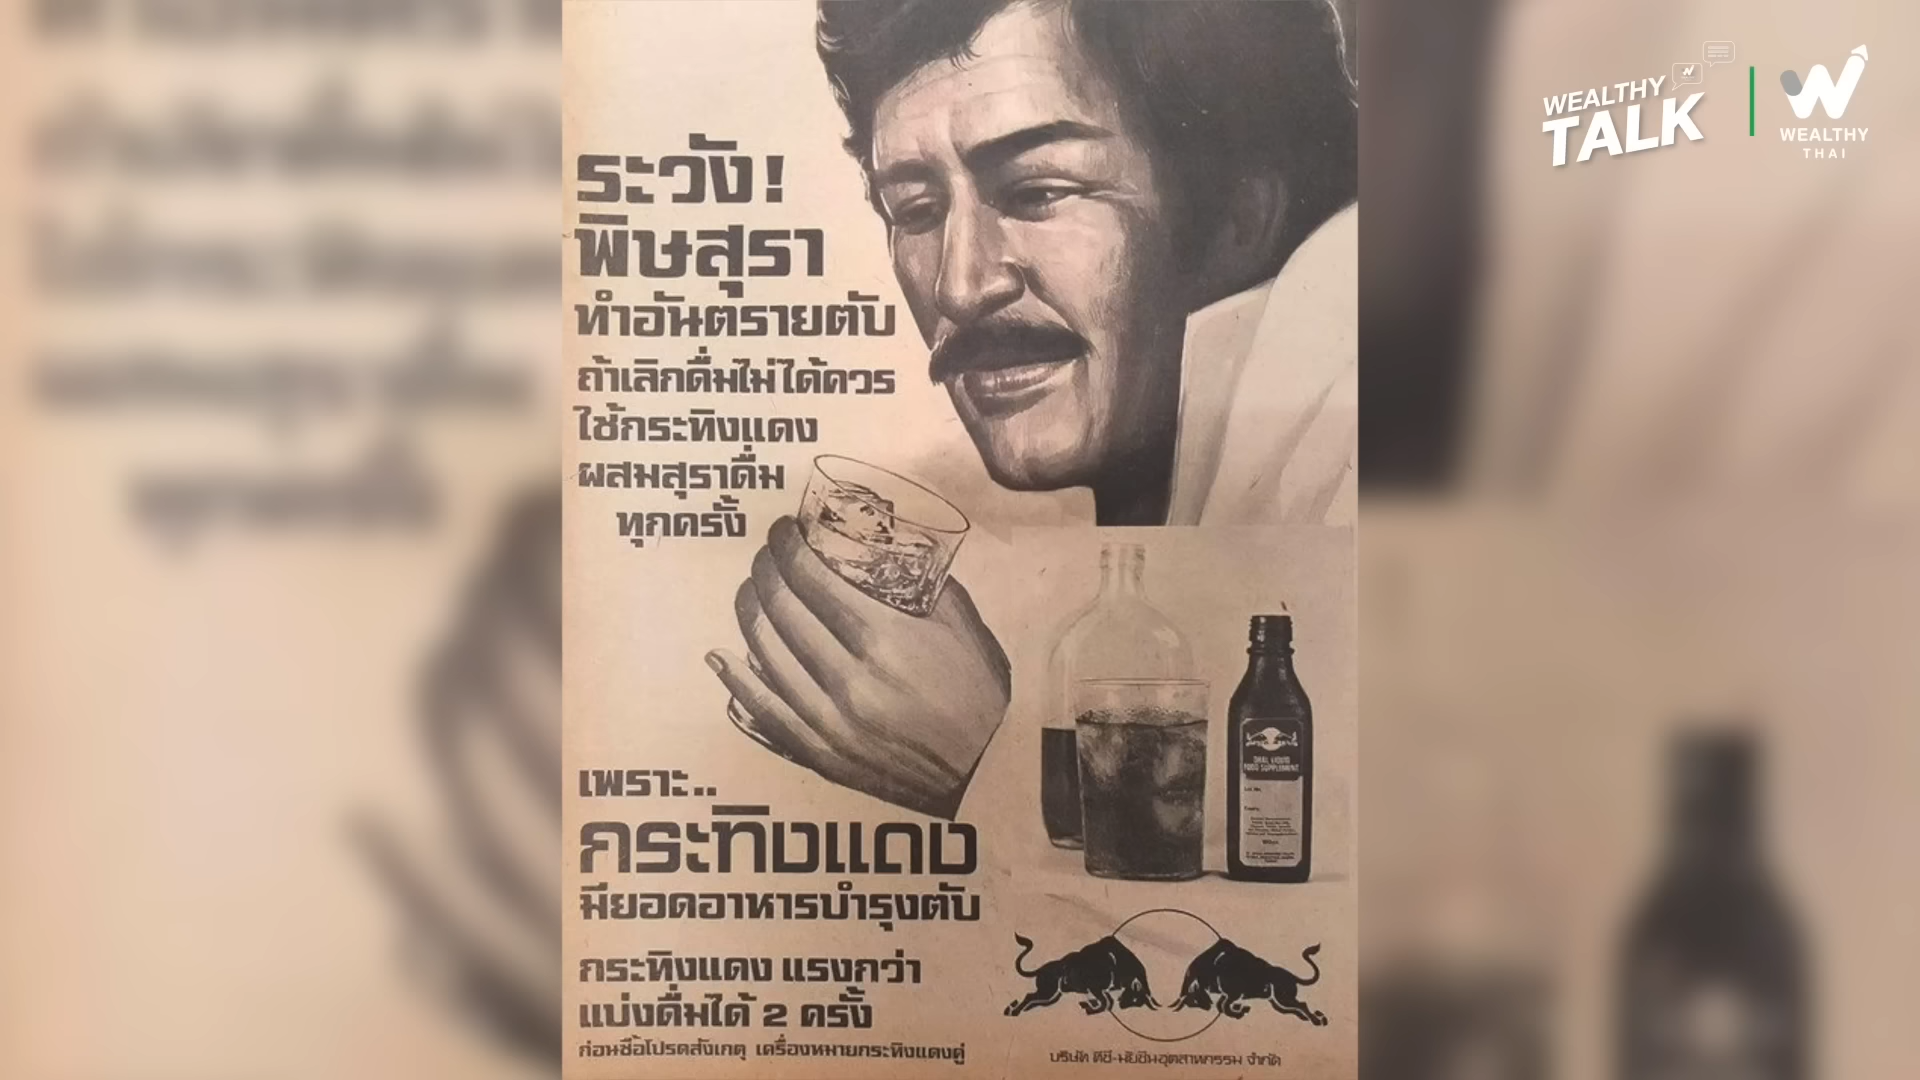 ระวัง!
พิษสุรา
ทำอันตรายตับ
ถ้าเลิกดื่มไม่ได้ควร
ใช้กระทิงแดง
ผสมสุราดื่ม
ทุกครั้ง
เพราะ..
กระทิงแดง
มียอดอาหารบำรุงตับ
กระทิงแดง แรงกว่า
แบ่งดื่มได้ 2 ครั้ง
ก่อนซื้อโปรดสังเกตุ เครื่องหมายกระทิงแดงคู่
ORAL LIQUID
FOOD SUPPLEMENT
บริษัท ทีซี-มัยซินอุตสาหกรรม จำกัด
WEALTHY
TALK
WEALTHY
THAI